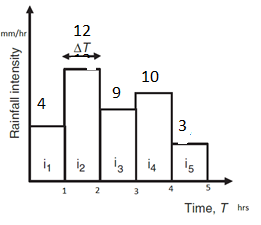 12
mm/hr
ΔT
10
9
4
3
Rainfall intensity
i1 i2 i3 i4 i5
1 2 3 4 5
Time, T hrs